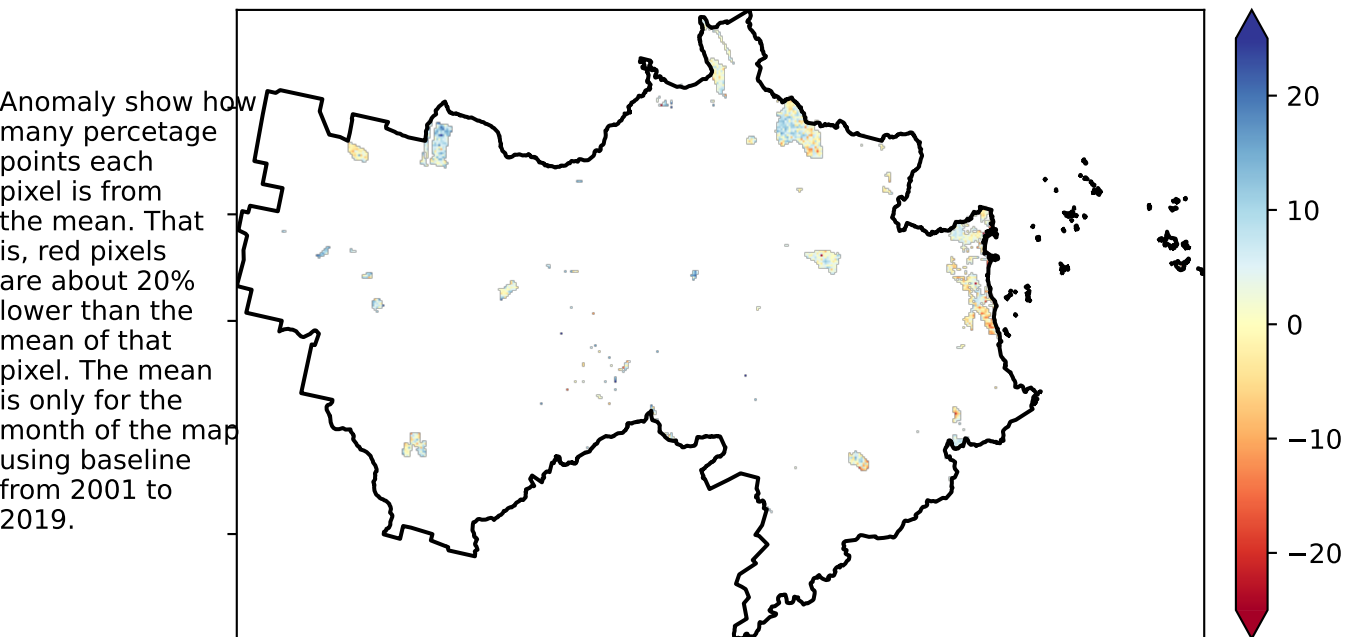 Anomaly show how
many percetage
points each
pixel is from
the mean. That
is, red pixels
are about 20%
lower than the
mean of that
pixel. The mean
is only for the
month of the map
using baseline
from 2001 to
2019.
20
10
0
−10
−20